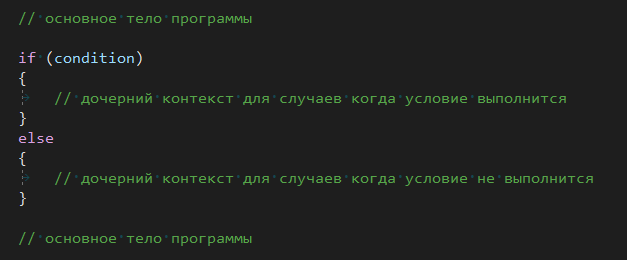 // основное тело программы
if (condition)
{
// дочерний контекст для случаев когда условие выполнится
}
else
{
// дочерний контекст для случаев когда условие не выполнится
}
// основное тело программы